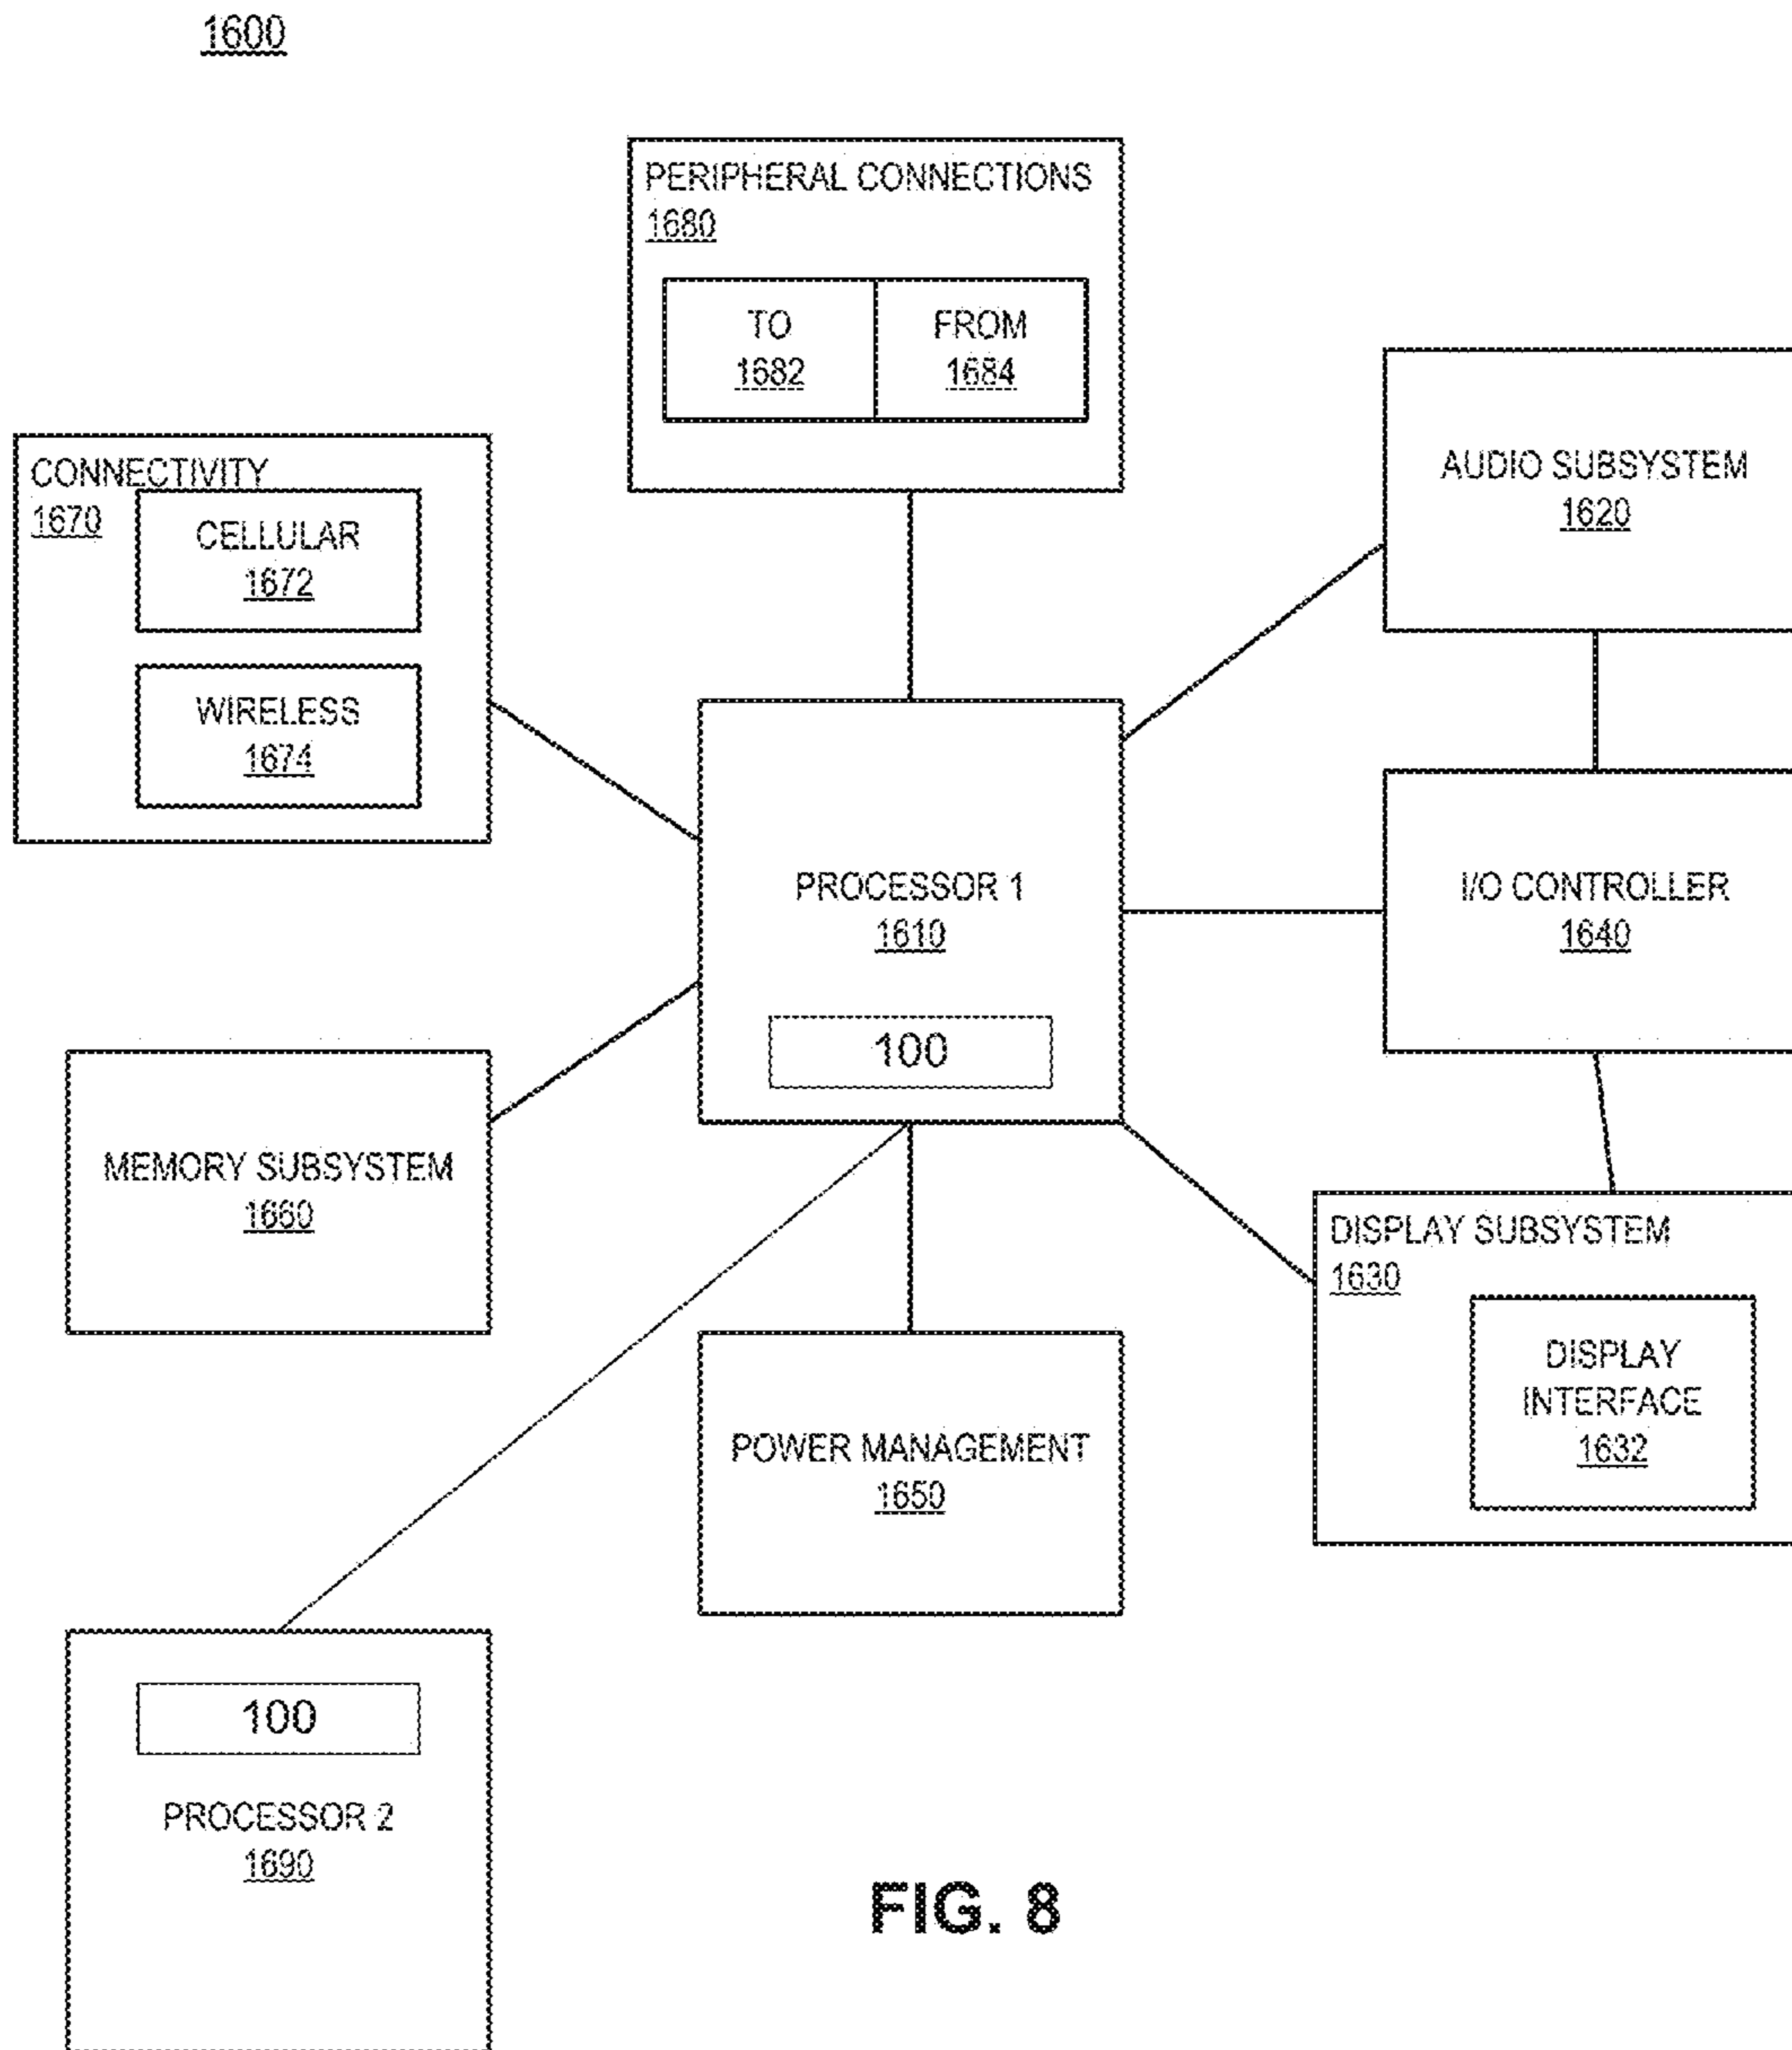 1600
PERIPHERAL CONNECTIONS
1680
TO
1682
FROM
1684
AUDIO SUBSYSTEM
1620
CONNECTIVITY
1670
CELLULAR
1672
WIRELESS
1674
PROCESSOR 1
1610
100
I/O CONTROLLER
1640
MEMORY SUBSYSTEM
1660
DISPLAY SUBSYSTEM
1630
DISPLAY
INTERFACE
1632
POWER MANAGEMENT
1650
100
PROCESSOR 2
1690
FIG. 8